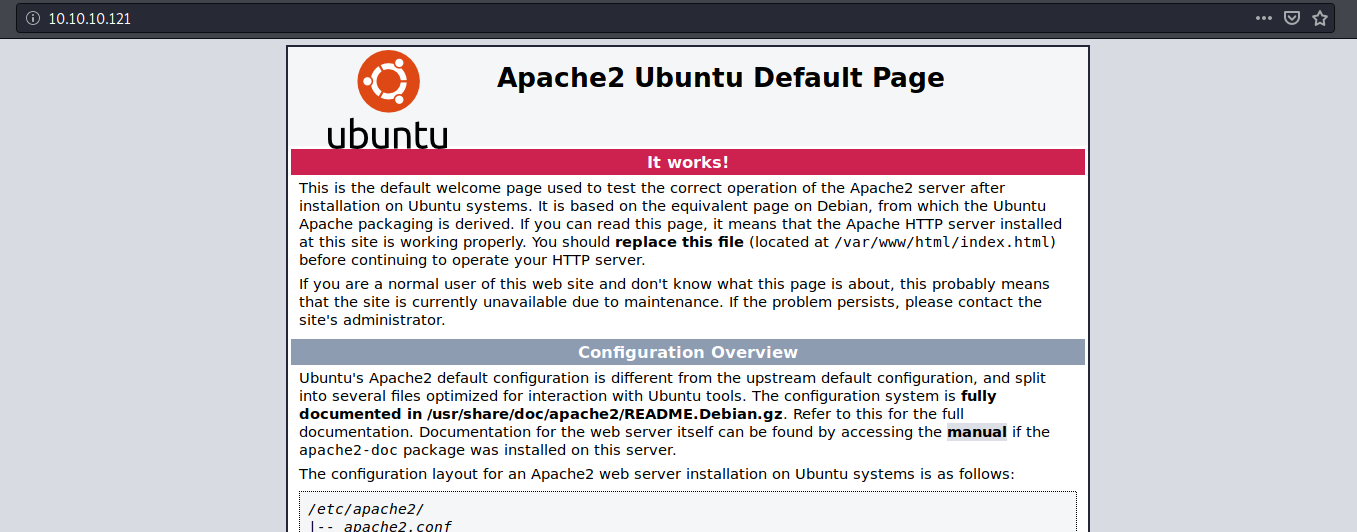 10.10.10.121
Apache2 Ubuntu Default Page
ubuntu
It works!
This is the default welcome page used to test the correct operation of the Apache2 server after
installation on Ubuntu systems. It is based on the equivalent page on Debian, from which the Ubuntu
Apache packaging is derived. If you can read this page, it means that the Apache HTTP server installed
at this site is working properly. You should replace this file (located at /var/www/html/index.html)
before continuing to operate your HTTP server.
If you are a normal user of this web site and don't know what this page is about, this probably means
that the site is currently unavailable due to maintenance. If the problem persists, please contact the
site's administrator.
Configuration Overview
Ubuntu's Apache2 default configuration is different from the upstream default configuration, and split
into several files optimized for interaction with Ubuntu tools. The configuration system is fully
documented in /usr/share/doc/apache2/README.Debian.gz. Refer to this for the full
documentation. Documentation for the web server itself can be found by accessing the manual if the
apache2-doc package was installed on this server.
The configuration layout for an Apache2 web server installation on Ubuntu systems is as follows:
/etc/apache2/
|-- apache2.conf